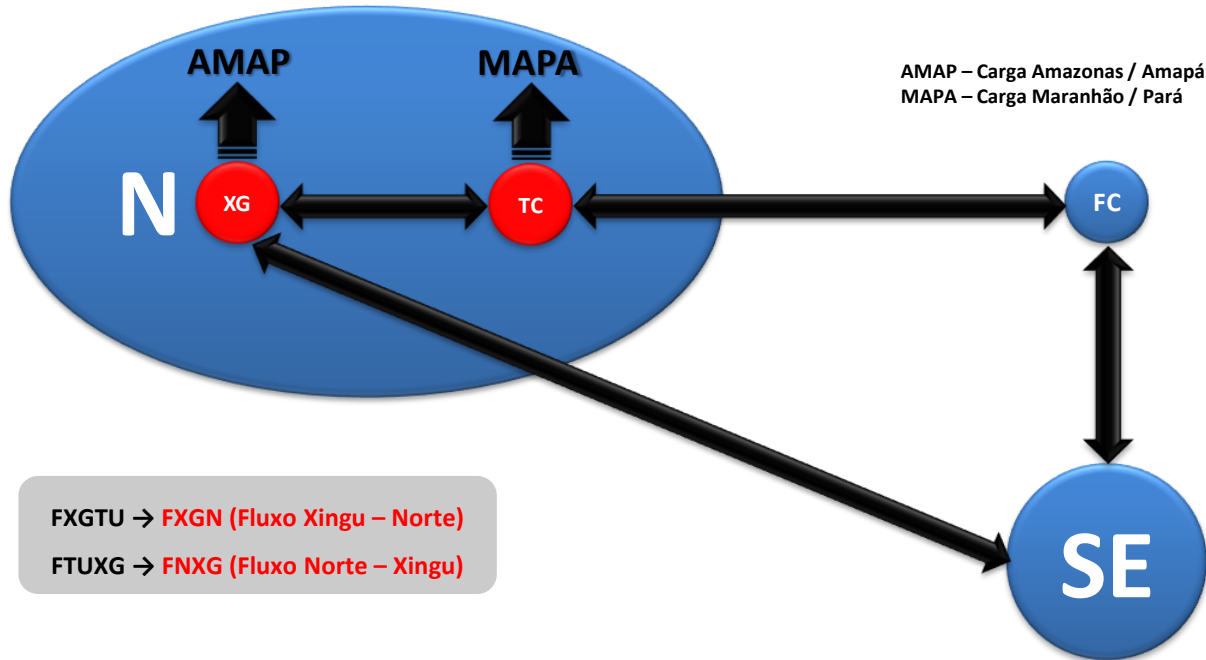 AMAP
MAPA
AMAP – Carga Amazonas / Amapá
MAPA – Carga Maranhão / Pará
N
XG
TC
FC
FXGTU → FXGN (Fluxo Xingu – Norte)
FTUXG → FNXG (Fluxo Norte – Xingu)
SE